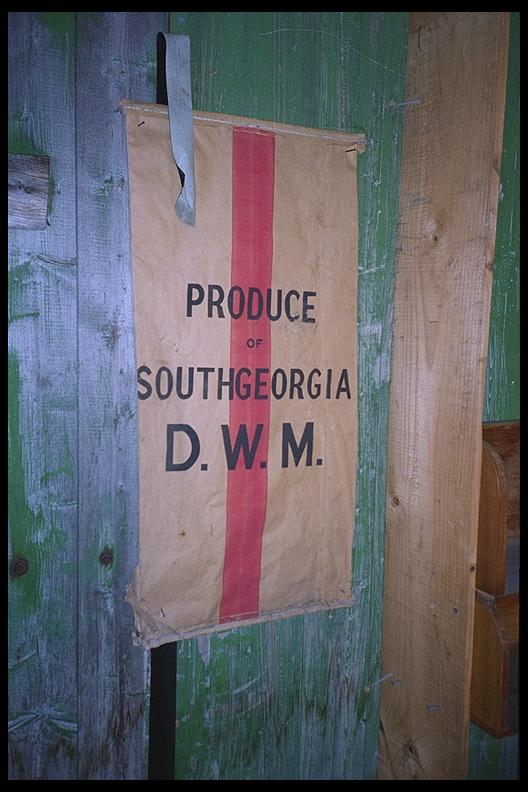 PRODUCE
OF
SOUTHGEORGIA
D. W. M.